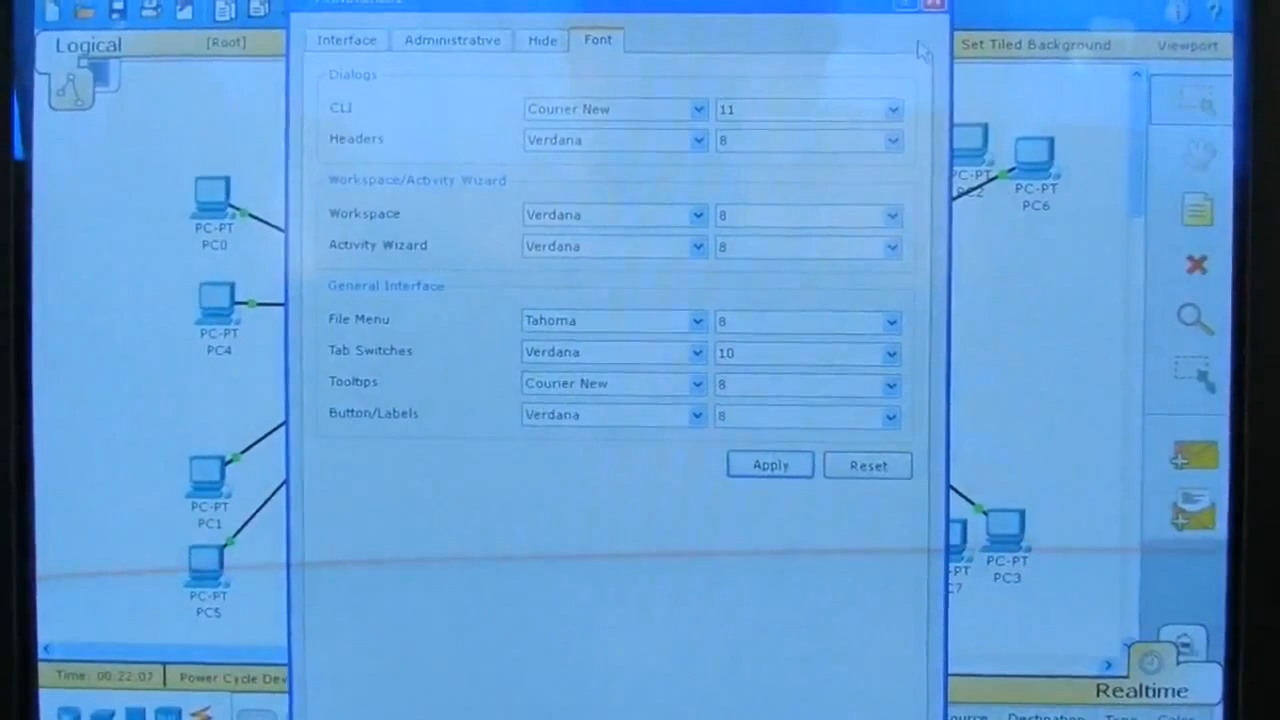 Logical
[Root]
Set Tiled Background
Viewport
Interface
Administrative
Hide
Font
Dialogs
CLI
Courier New
11
Headers
Verdana
8
Workspace/Activity Wizard
Workspace
Verdana
8
Activity Wizard
Verdana
8
General Interface
File Menu
Tahoma
8
Tab Switches
Verdana
10
Tooltips
Courier New
8
Button/Labels
Verdana
8
Apply
Reset
PC-PT
PC0
PC-PT
PC4
PC-PT
PC1
PC-PT
PC5
PC-PT
PC2
PC-PT
PC6
PC-PT
PC3
Time: 00:22:07
Power Cycle Dev
Realtime